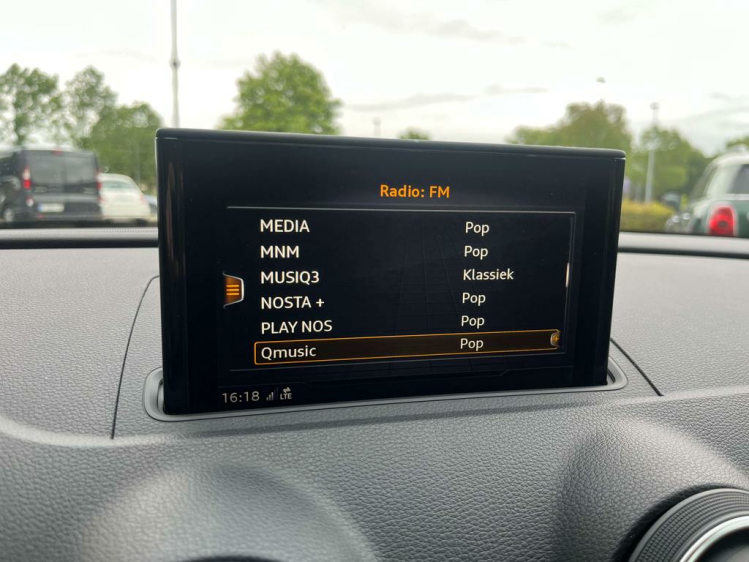 Radio: FM
MEDIA Pop
MNM Pop
MUSIQ3 Klassiek
NOSTA + Pop
PLAY NOS Pop
Qmusic Pop
16:18 LTE